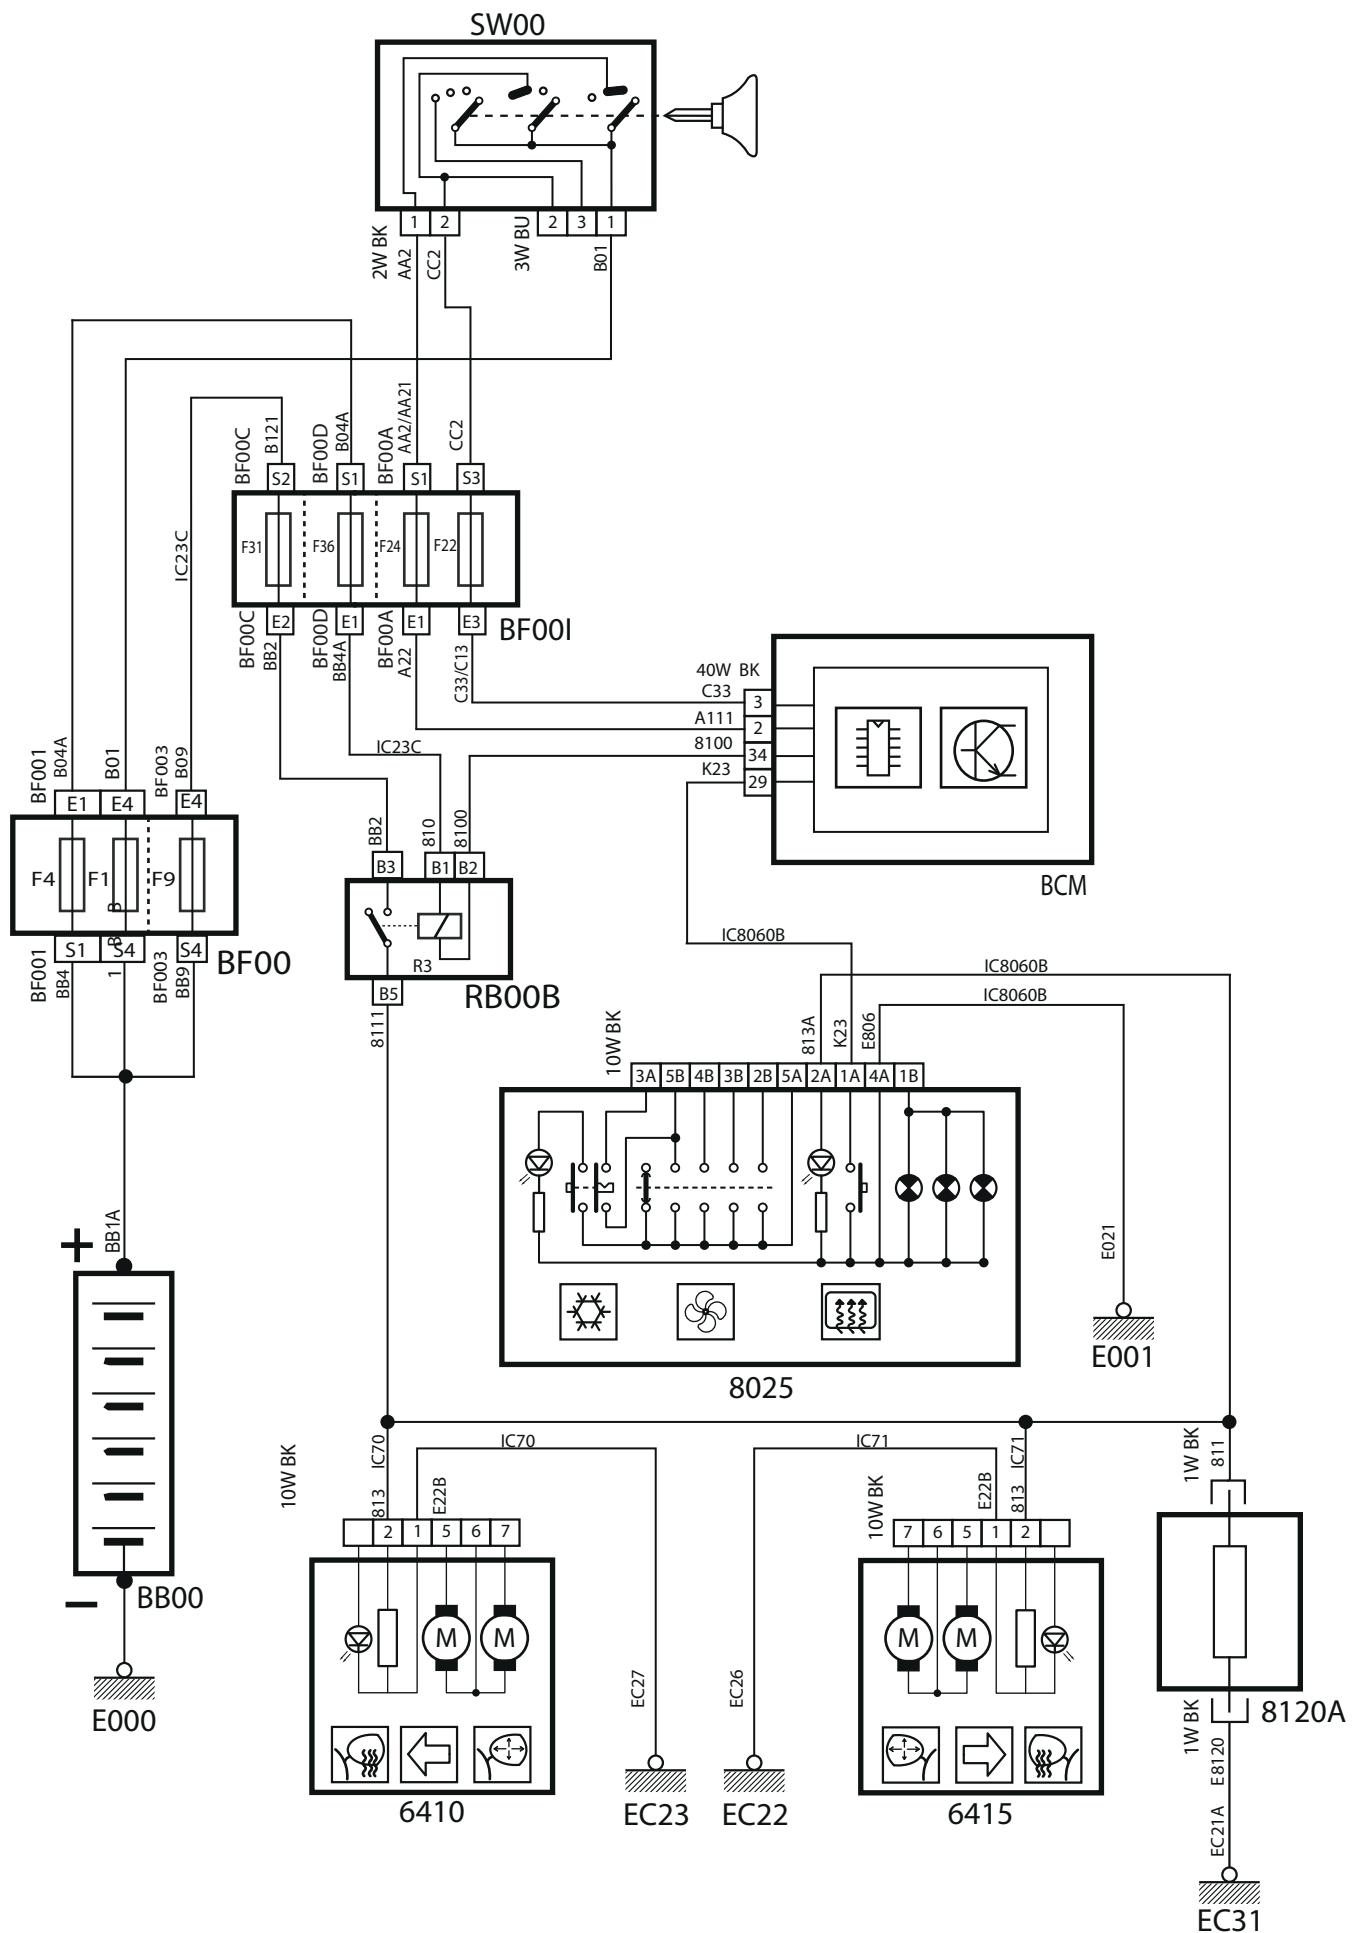 SW00
1 2 2 3 1
2W BK
AA2
CC2
3W BU
B01
BF00C
B121
BF00D
B04A
BF00A
AA2/AA21
CC2
S2 S1 S1 S3
IC23C
F31 F36 F24 F22
E2 E1 E1 E3
BF00I
BF00C
BB2
BF00D
BB4A
BF00A
A22
C33/C13
40W BK
C33 3
A111 2
8100 34
K23 29
BCM
IC23C
BF001
B04A
B01
BF003
B09
E1 E4 E4
F4 F1 F9
B
B
S1 S4 S4
BF00
BF001
BB4
1
BF003
BB9
BB2
810
8100
B3 B1 B2
R3
RB00B
B5
8111
IC8060B
IC8060B
IC8060B
10W BK
813A
K23
E806
3A 5B 4B 3B 2B 5A 2A 1A 4A 1B
8025
E021
E001
+
BB1A
BB00
−
E000
10W BK
IC70
813
IC70
E22B
2 1 5 6 7
M M
6410
EC27
EC23
IC71
IC71
10W BK
E22B
813
7 6 5 1 2
M M
6415
EC26
EC22
1W BK
811
8120A
1W BK
E8120
EC21A
EC31